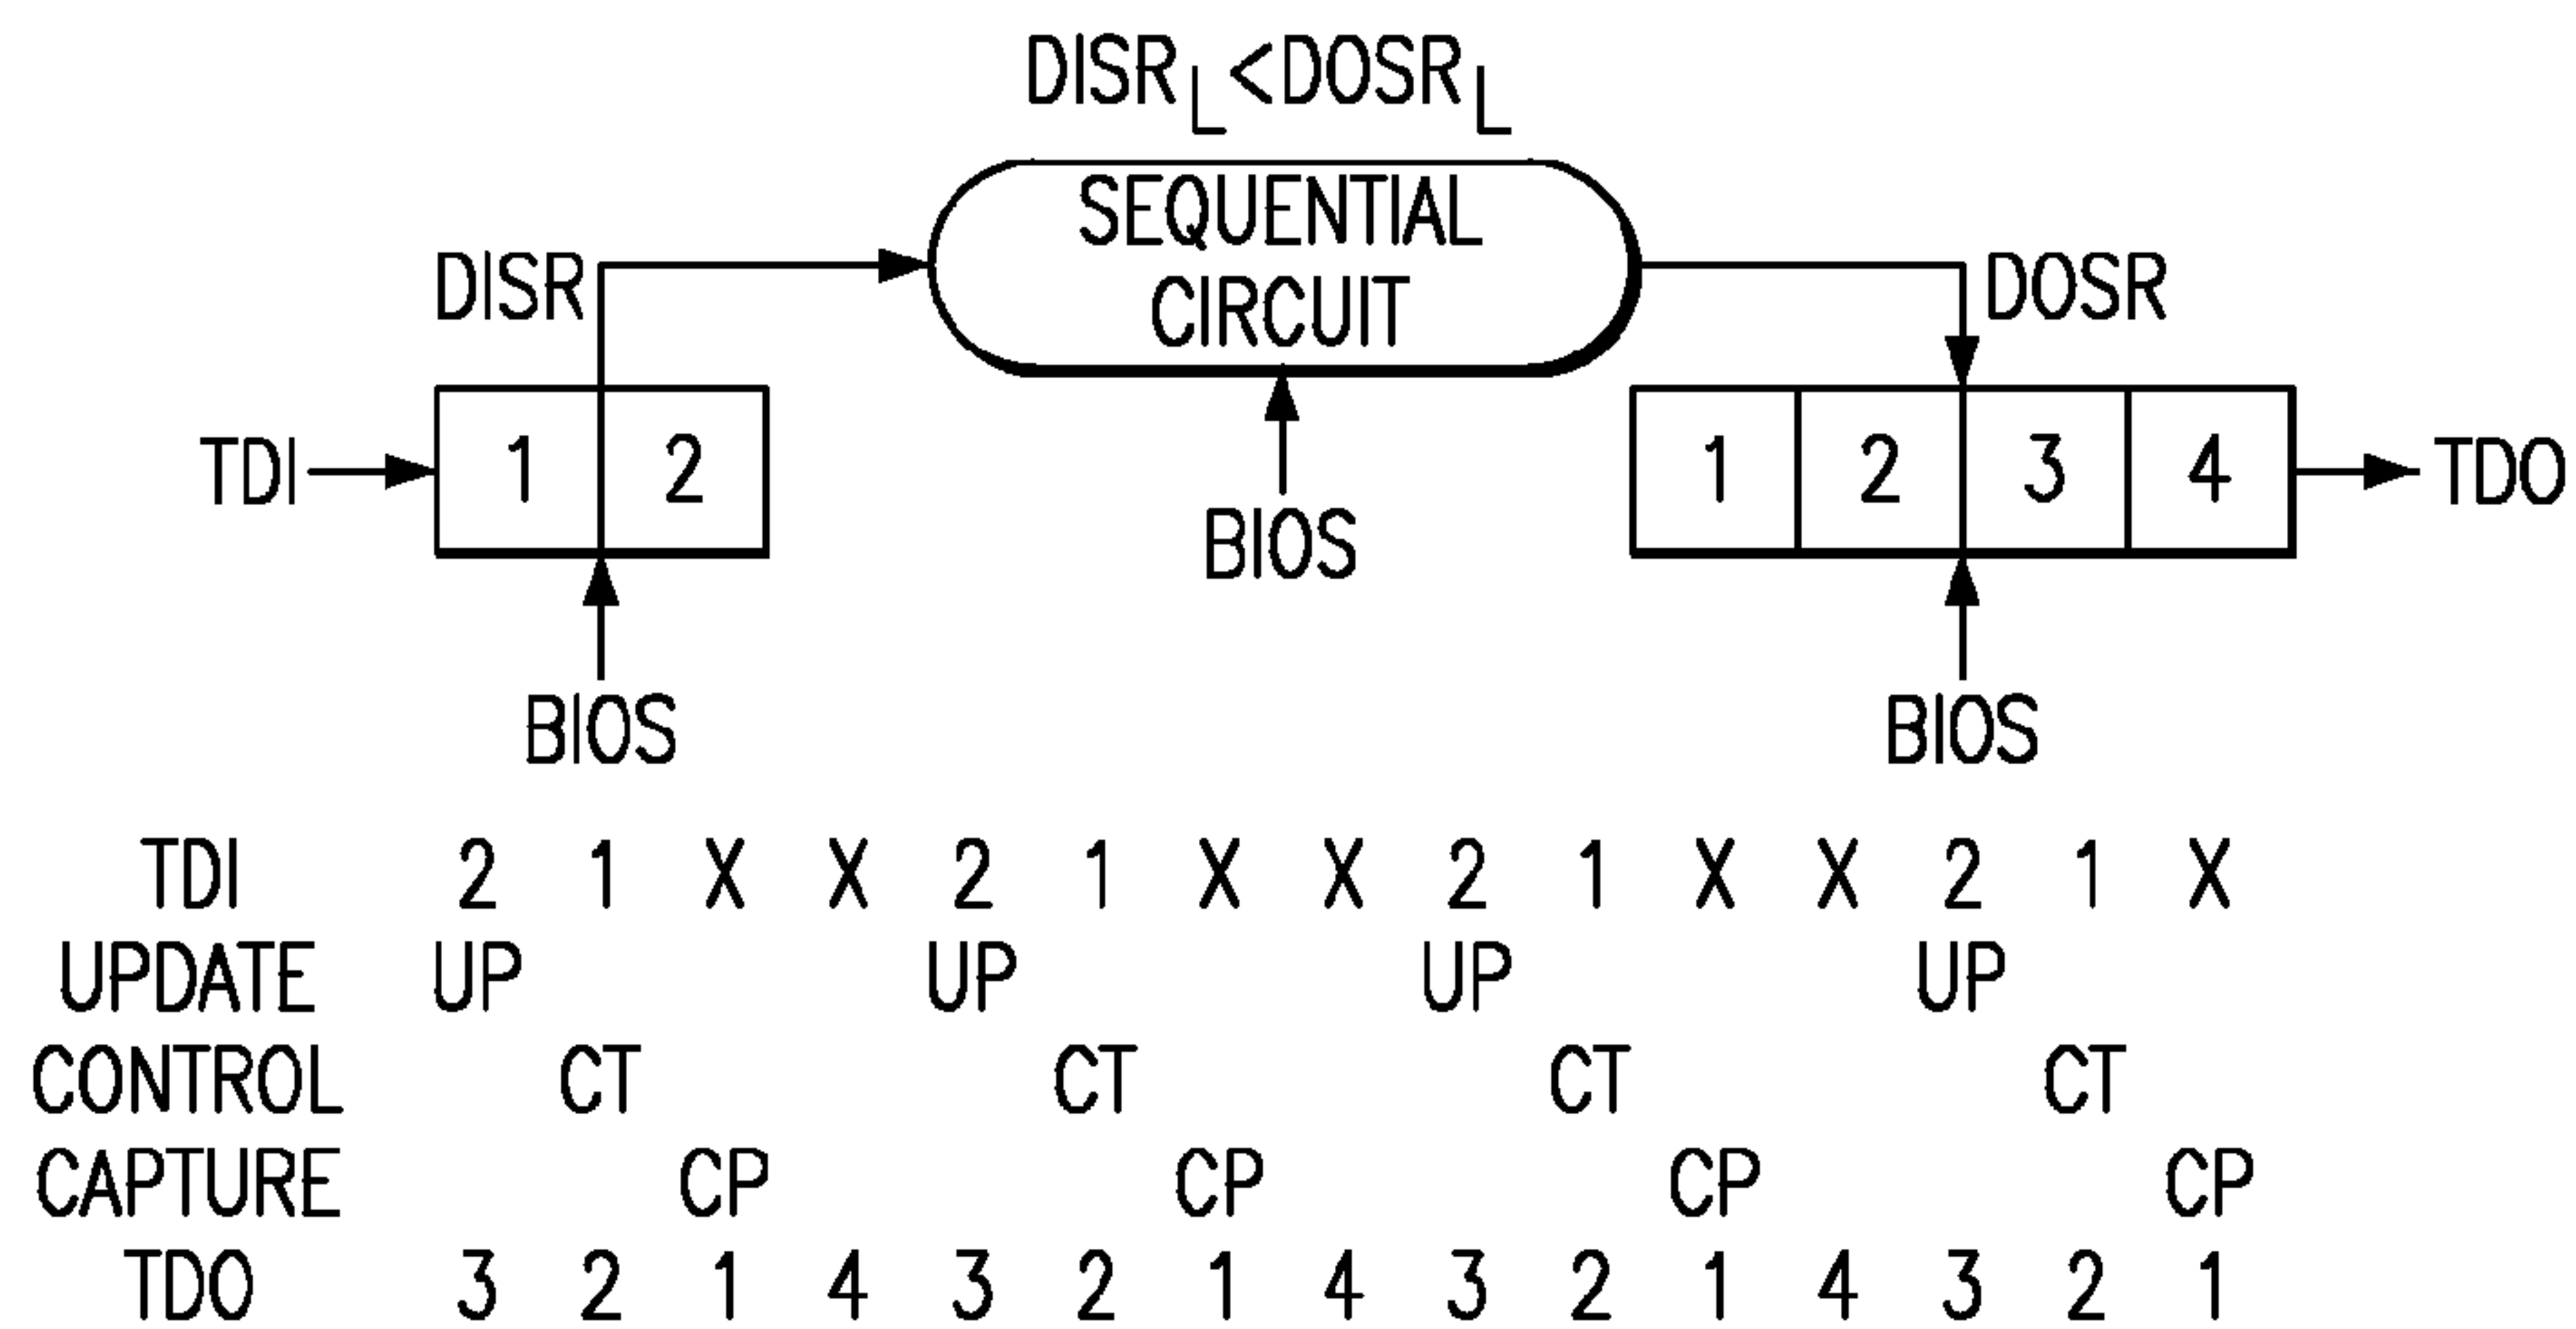 DISRL<DOSRL
SEQUENTIAL
CIRCUIT
DISR
DOSR
TDI
1 2
1 2 3 4
TDO
BIOS
BIOS
BIOS
TDI 2 1 X X 2 1 X X 2 1 X X 2 1 X
UPDATE UP UP UP UP
CONTROL CT CT CT CT
CAPTURE CP CP CP CP
TDO 3 2 1 4 3 2 1 4 3 2 1 4 3 2 1